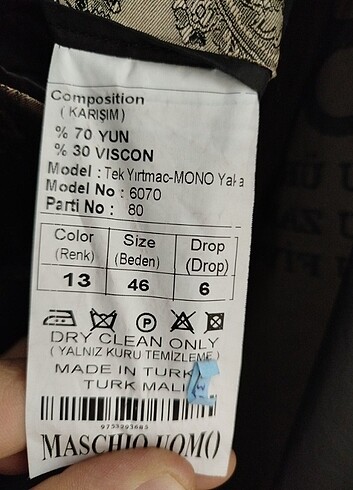 Composition
( KARIŞIM )
% 70 YUN
% 30 VISCON
Model : Tek Yırtmac-MONO Yaka
Model No : 6070
Parti No : 80
Color Size Drop
(Renk) (Beden) (Drop)
13 46 6
P
DRY CLEAN ONLY
( YALNIZ KURU TEMİZLEME )
MADE IN
TURK MALI
9753293683
MASCHIO UOMO